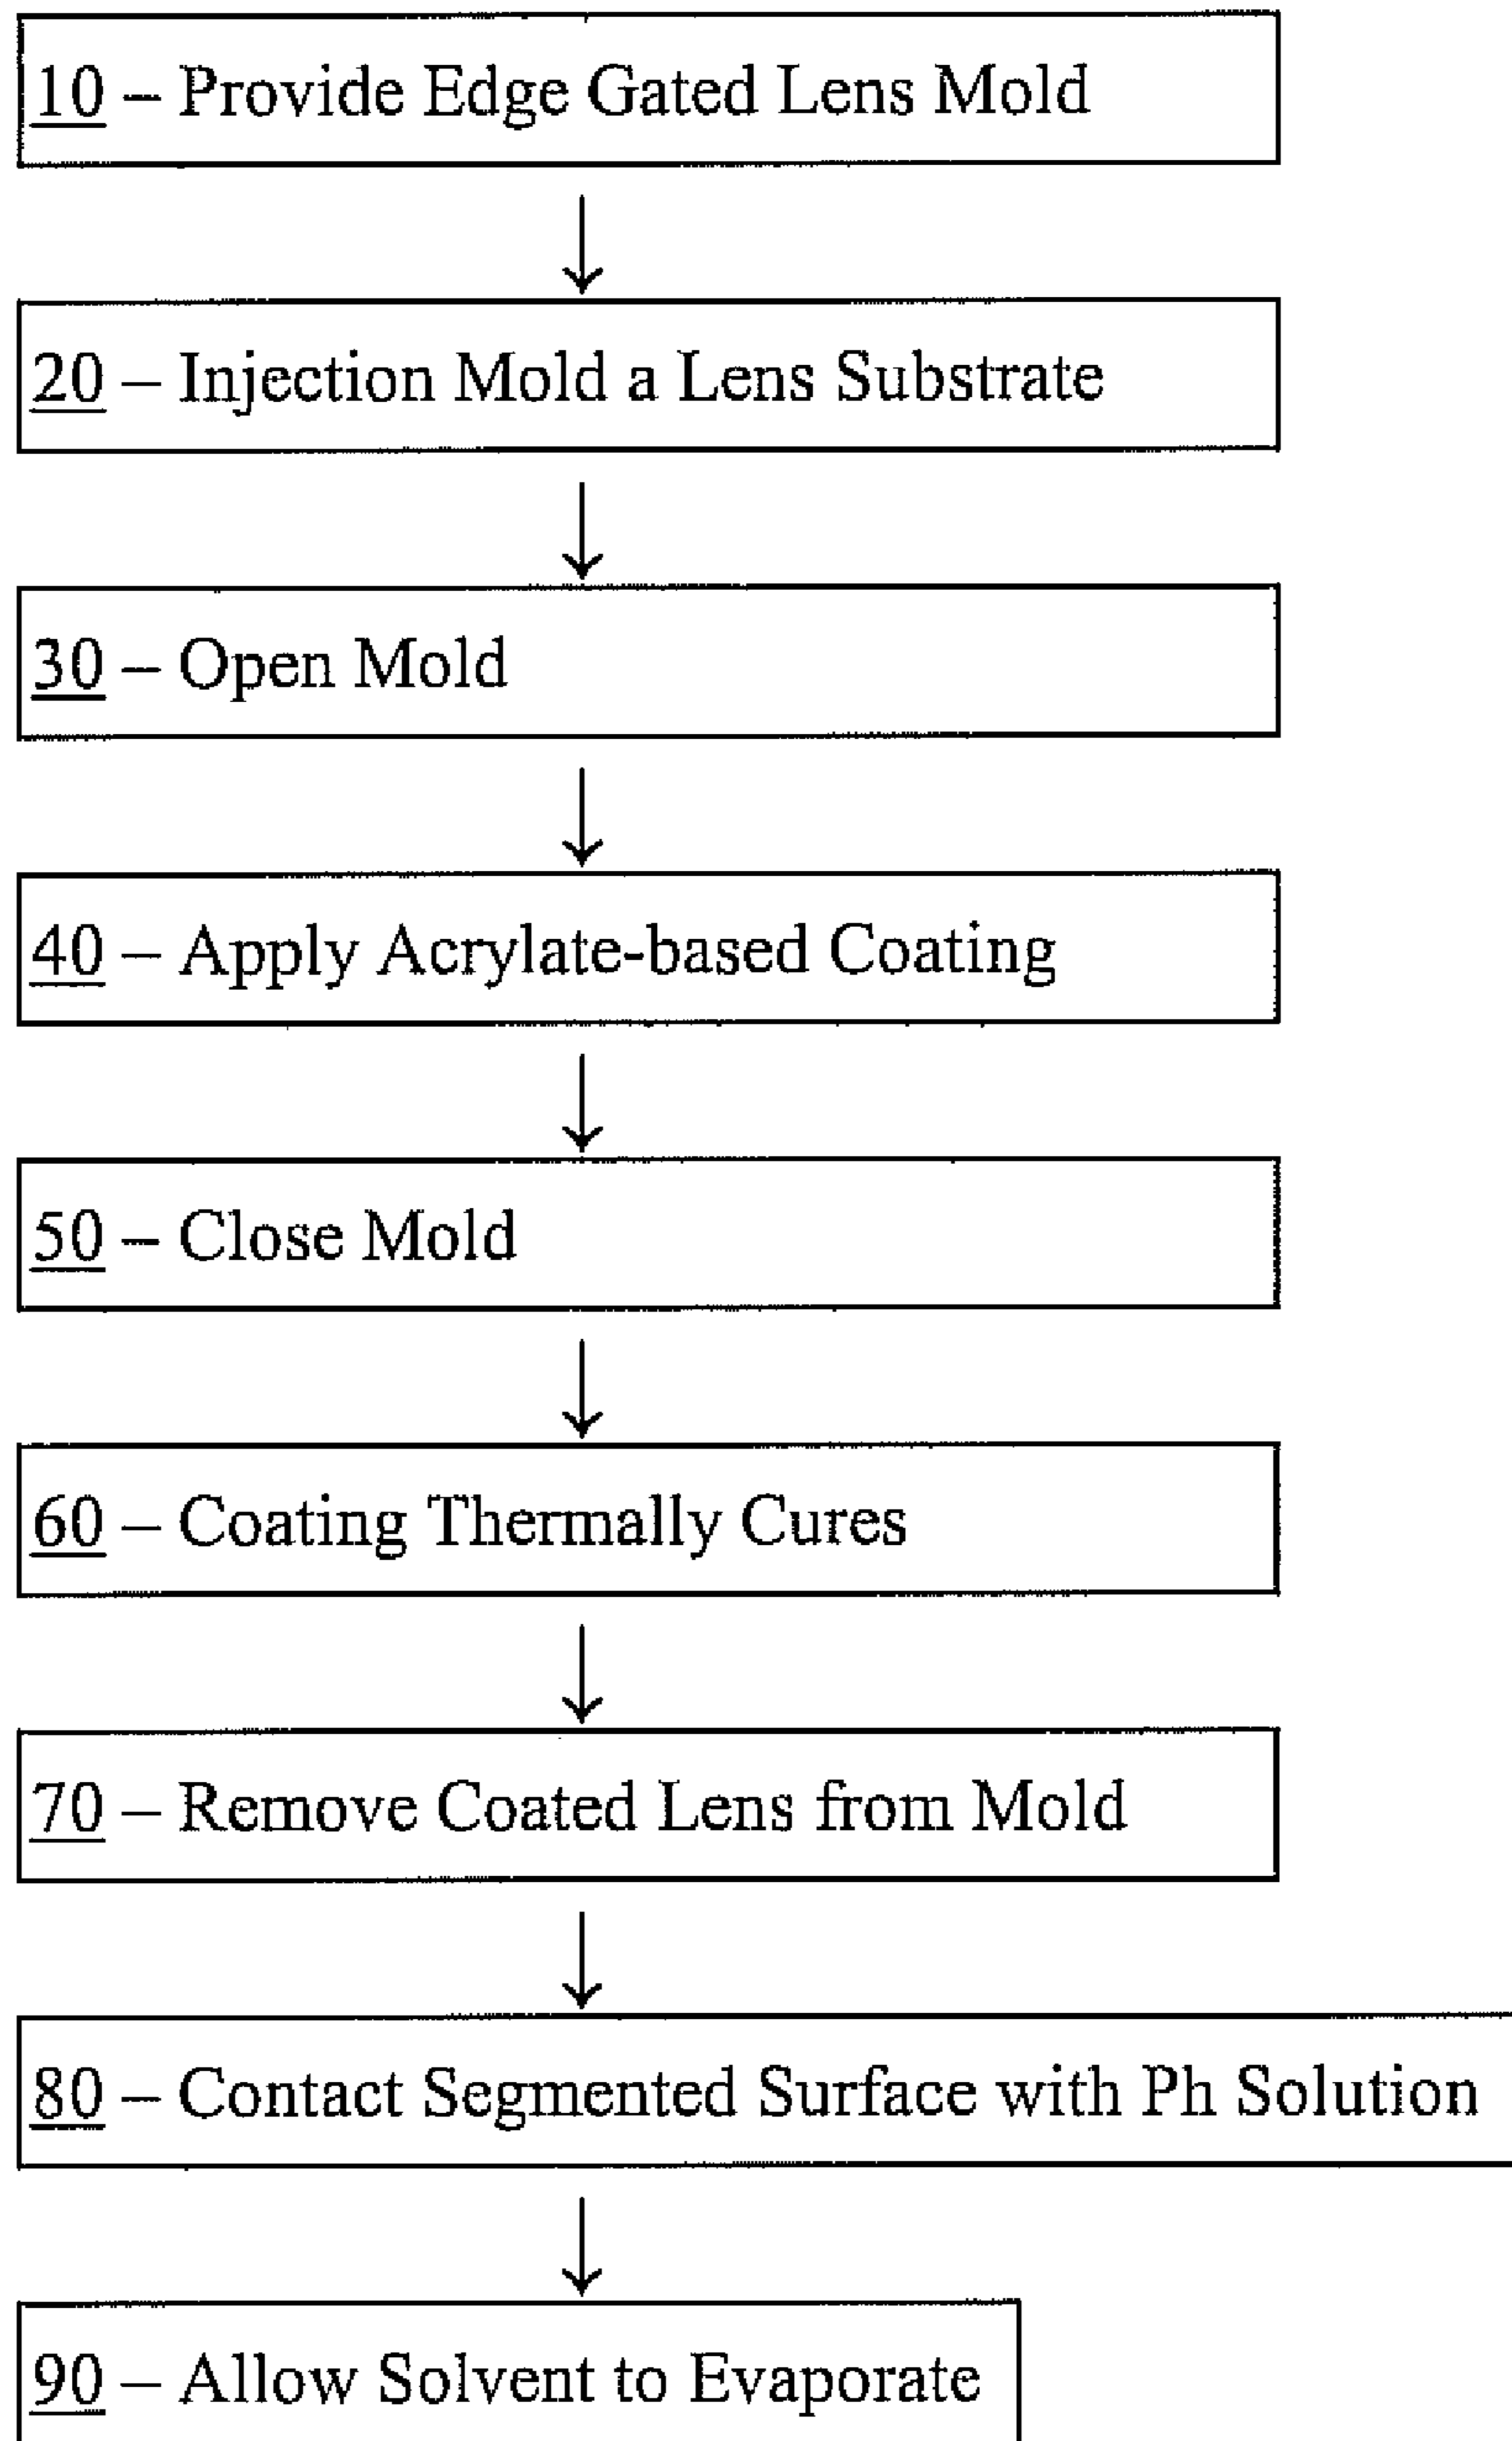 10 – Provide Edge Gated Lens Mold
20 – Injection Mold a Lens Substrate
30 – Open Mold
40 – Apply Acrylate-based Coating
50 – Close Mold
60 – Coating Thermally Cures
70 – Remove Coated Lens from Mold
80 – Contact Segmented Surface with Ph Solution
90 – Allow Solvent to Evaporate